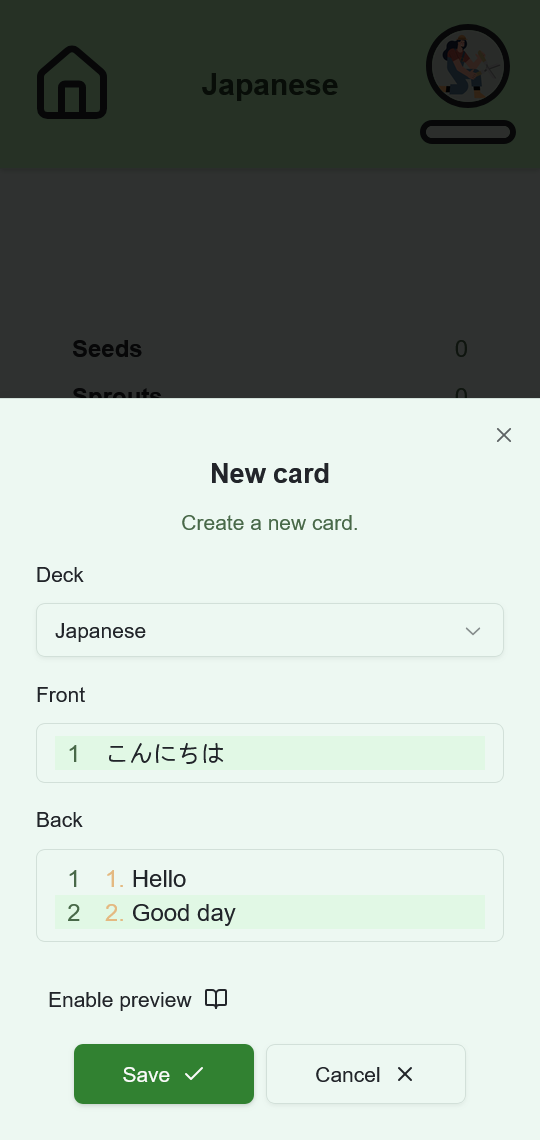 Japanese
Seeds 0
Sprouts 0
New card
Create a new card.
Deck
Japanese
Front
1 こんにちは
Back
1 1. Hello
2 2. Good day
Enable preview
Save
Cancel